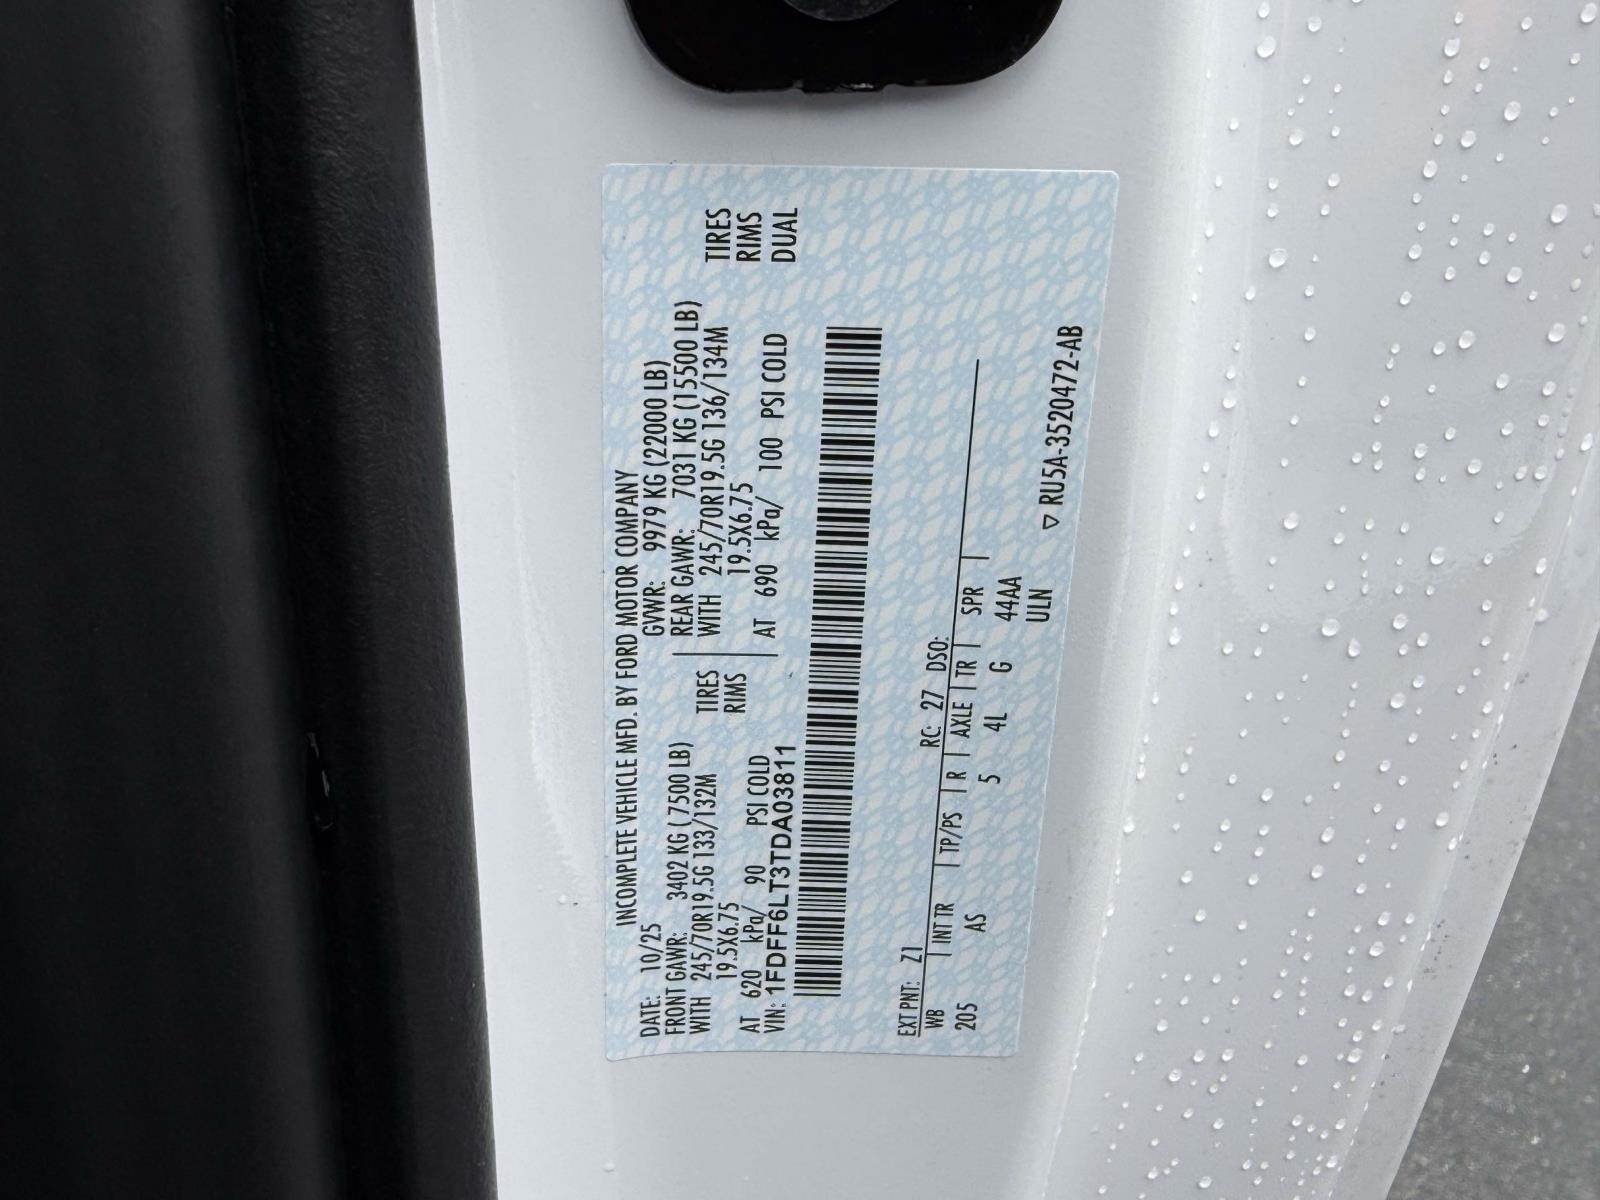 INCOMPLETE VEHICLE MFD. BY FORD MOTOR COMPANY
DATE: 10/25 GVWR: 9979 KG (22000 LB)
FRONT GAWR: 3402 KG (7500 LB) REAR GAWR: 7031 KG (15500 LB)
WITH 245/70R19.5G 133/132M TIRES WITH 245/70R19.5G 136/134M TIRES
19.5X6.75 RIMS 19.5X6.75 RIMS
AT 620 kPa/ 90 PSI COLD AT 690 kPa/ 100 PSI COLD DUAL
VIN: 1FDFF6LT3TDA03811
EXT PNT: Z1 RC: 27 DSO:
WB INT TR TP/PS R AXLE TR SPR
205 AS 5 4L G 44AA
ULN
▽ RU5A-3520472-AB